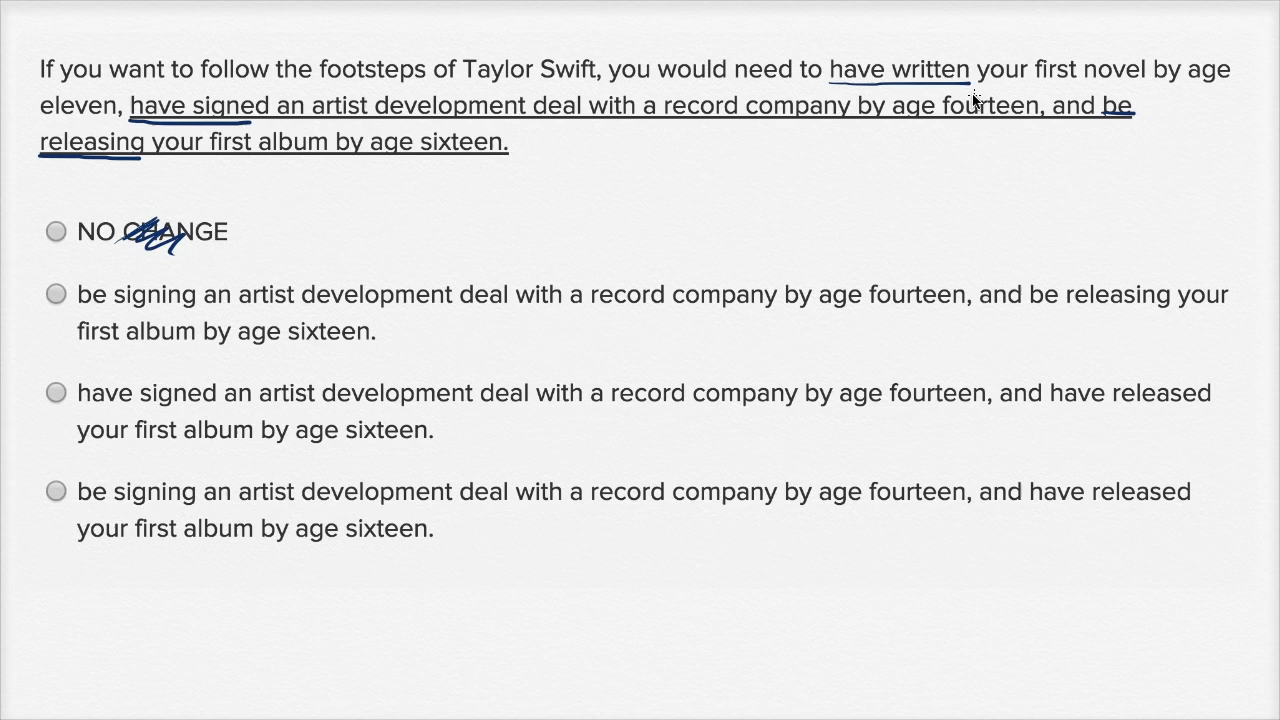 If you want to follow the footsteps of Taylor Swift, you would need to have written your first novel by age
eleven, have signed an artist development deal with a record company by age fourteen, and be
releasing your first album by age sixteen.
NO CHANGE
be signing an artist development deal with a record company by age fourteen, and be releasing your
first album by age sixteen.
have signed an artist development deal with a record company by age fourteen, and have released
your first album by age sixteen.
be signing an artist development deal with a record company by age fourteen, and have released
your first album by age sixteen.